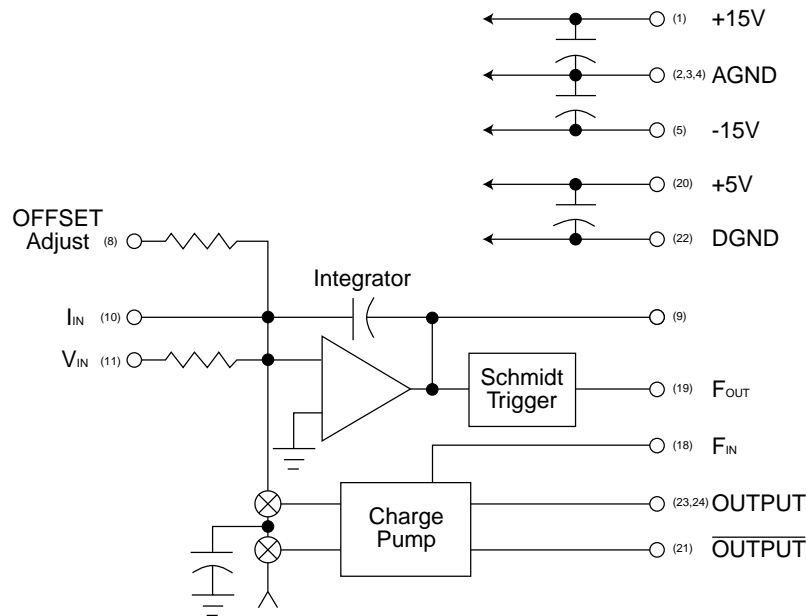 (1) +15V
(2,3,4) AGND
(5) -15V
(20) +5V
(22) DGND
OFFSET
Adjust (8)
Integrator
IIN (10)
(9)
VIN (11)
Schmidt
Trigger
(19) FOUT
(18) FIN
Charge
Pump
(23,24) OUTPUT
(21) OUTPUT